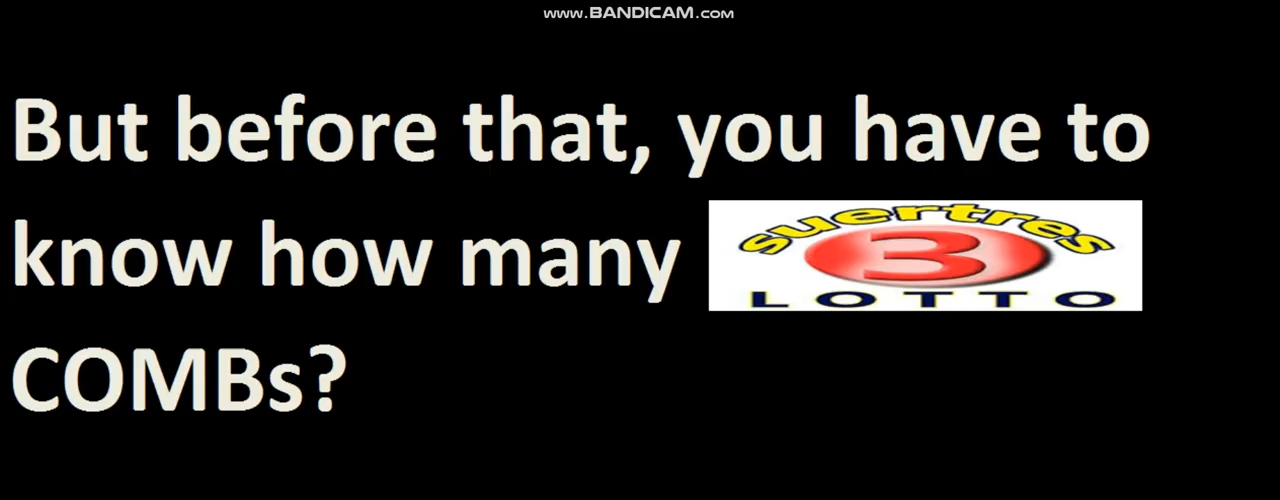 www.BANDICAM.com
But before that, you have to
know how many suertres 3 LOTTO
COMBs?